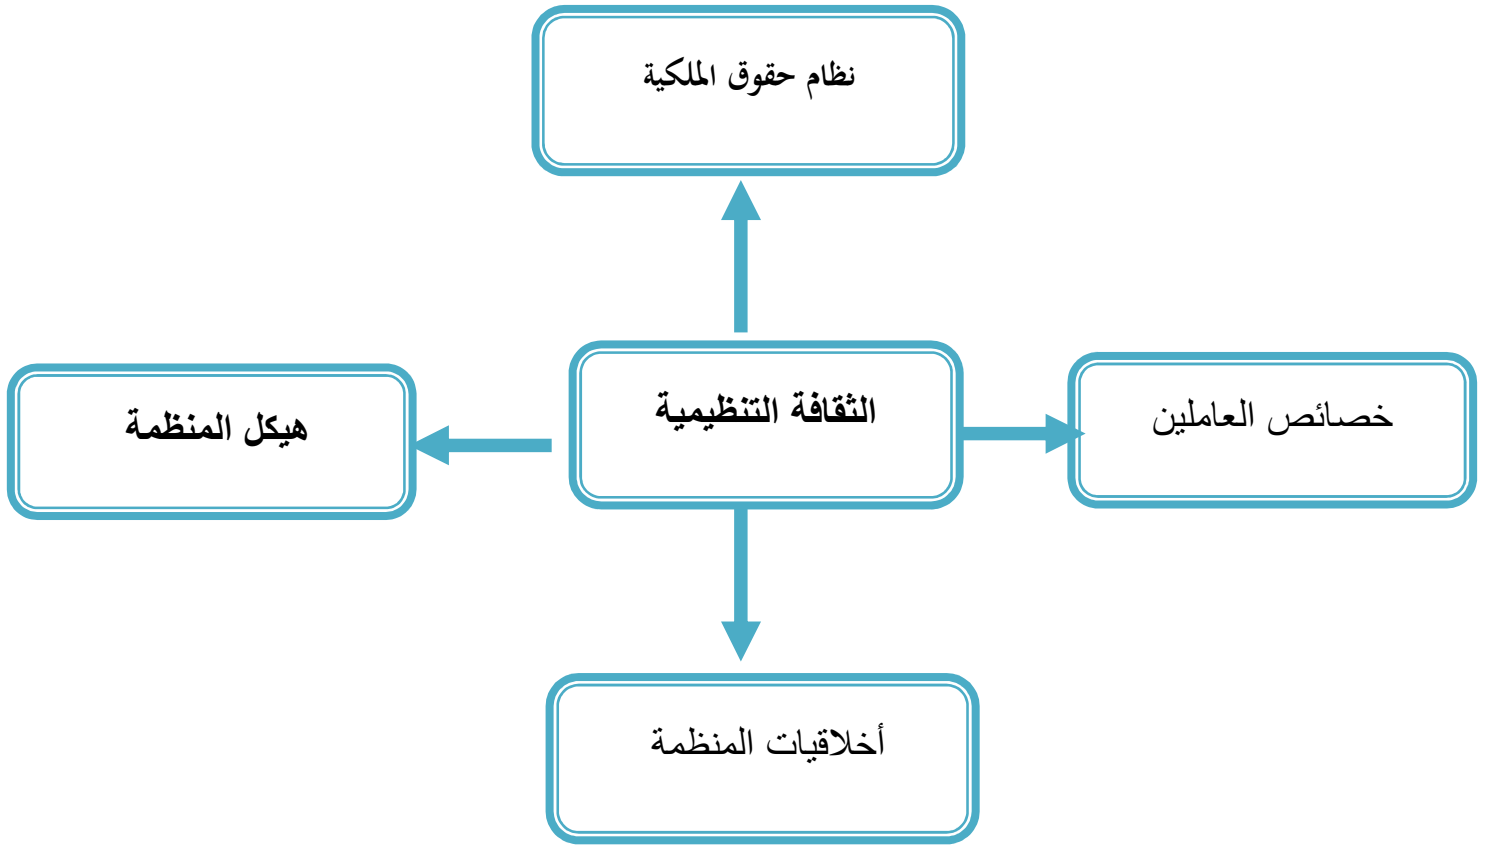 نظام حقوق الملكية
خصائص العاملين
الثقافة التنظيمية
هيكل المنظمة
أخلاقيات المنظمة